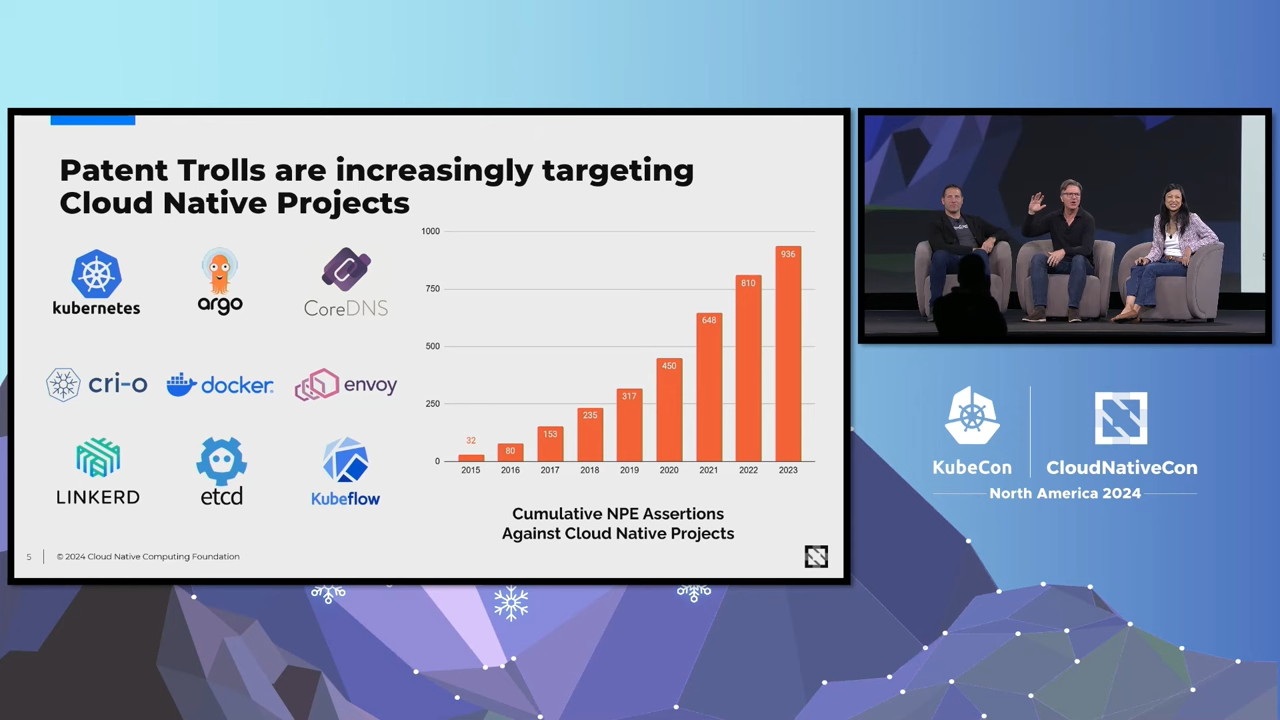 Patent Trolls are increasingly targeting
Cloud Native Projects
kubernetes
argo
CoreDNS
cri-o
docker
envoy
LINKERD
etcd
Kubeflow
1000
750
500
250
0
32
80
153
235
317
450
648
810
936
2015
2016
2017
2018
2019
2020
2021
2022
2023
Cumulative NPE Assertions
Against Cloud Native Projects
5
© 2024 Cloud Native Computing Foundation
KubeCon
CloudNativeCon
North America 2024